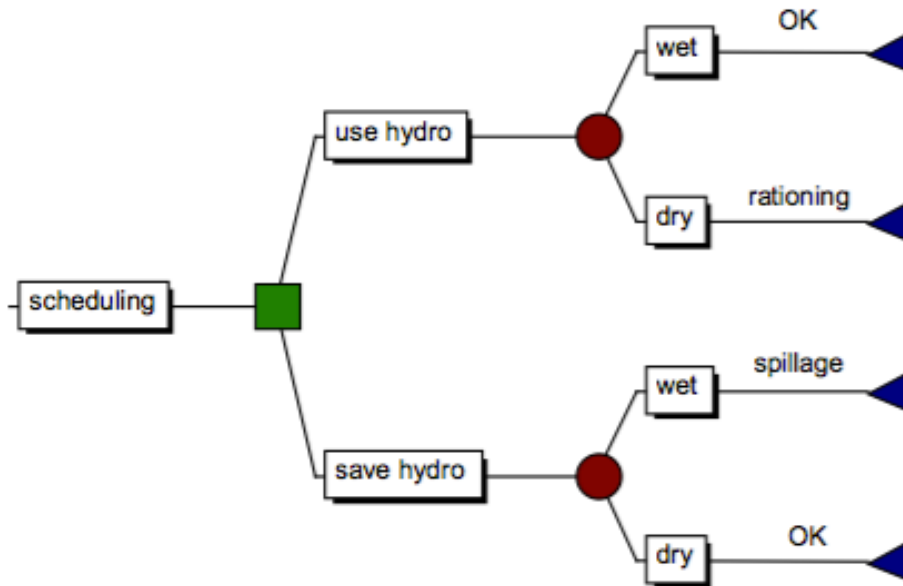 OK
wet
use hydro
dry
rationing
scheduling
wet
spillage
save hydro
dry
OK